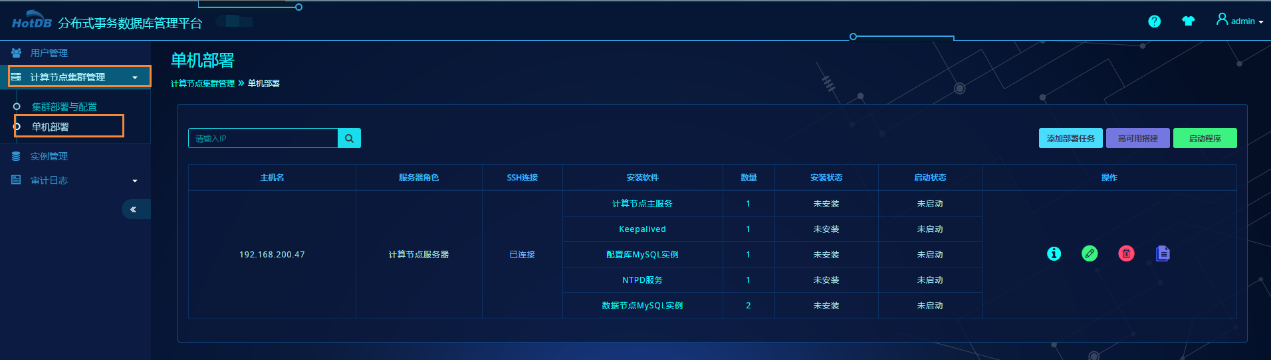 HotDB 分布式事务数据库管理平台
admin
用户管理
计算节点集群管理
集群部署与配置
单机部署
实例管理
审计日志
单机部署
计算节点集群管理 » 单机部署
请输入IP
添加部署任务 高可用搭建 启动程序
主机名 服务器角色 SSH连接 安装软件 数量 安装状态 启动状态 操作
192.168.200.47 计算节点服务器 已连接
计算节点主服务 1 未安装 未启动
Keepalived 1 未安装 未启动
配置库MySQL实例 1 未安装 未启动
NTPD服务 1 未安装 未启动
数据节点MySQL实例 2 未安装 未启动